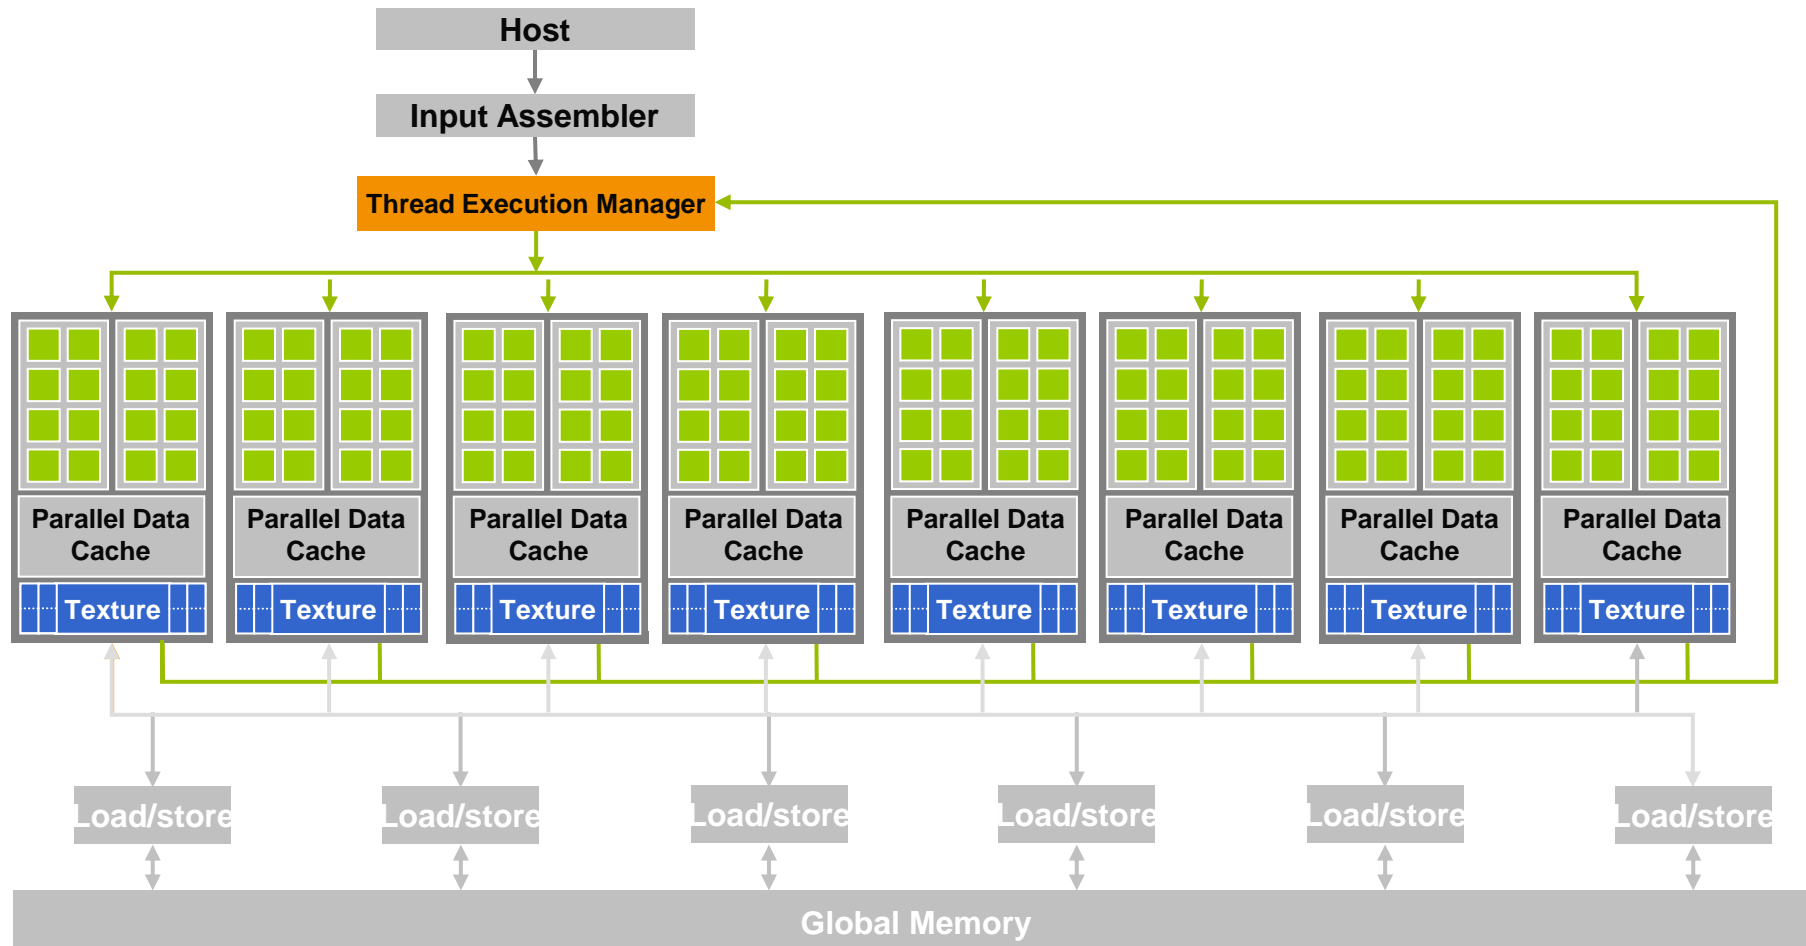 Host
Input Assembler
Thread Execution Manager
Parallel Data
Cache
Texture
Parallel Data
Cache
Texture
Parallel Data
Cache
Texture
Parallel Data
Cache
Texture
Parallel Data
Cache
Texture
Parallel Data
Cache
Texture
Parallel Data
Cache
Texture
Parallel Data
Cache
Texture
Load/store
Load/store
Load/store
Load/store
Load/store
Load/store
Global Memory